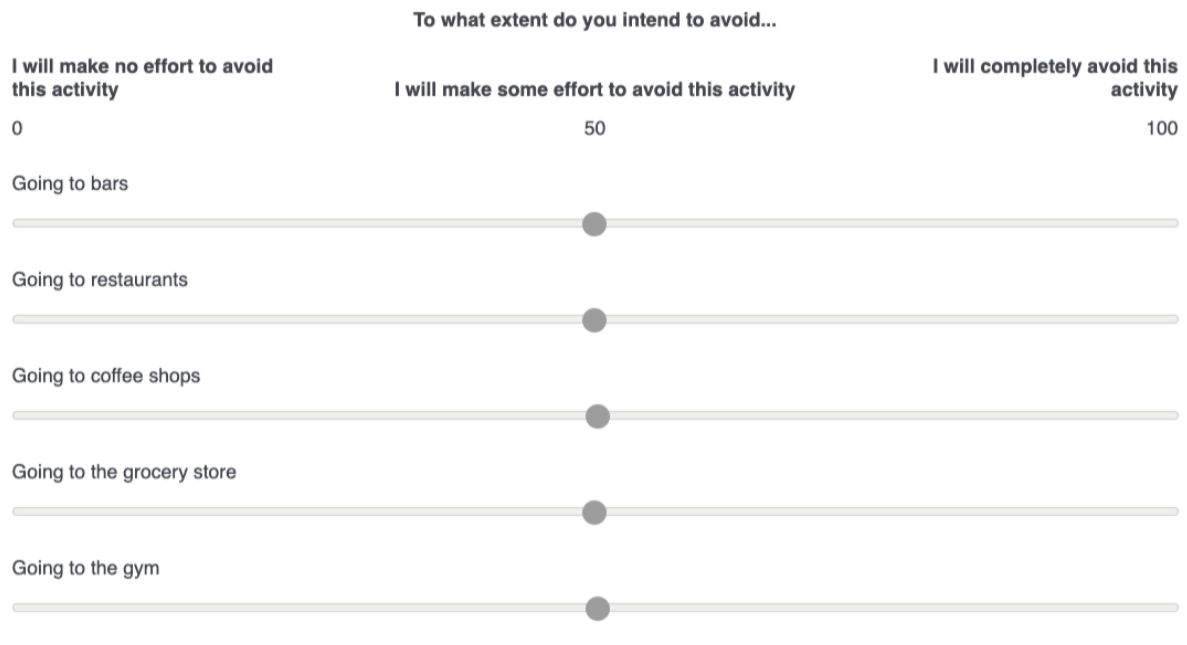 To what extent do you intend to avoid...
I will make no effort to avoid
this activity
I will make some effort to avoid this activity
I will completely avoid this
activity
0
50
100
Going to bars
Going to restaurants
Going to coffee shops
Going to the grocery store
Going to the gym